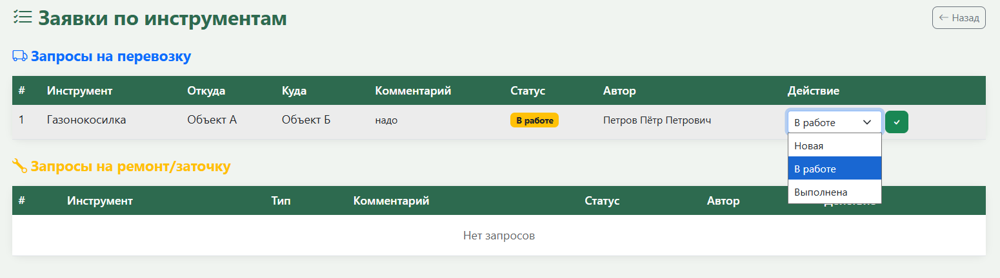 Заявки по инструментам
Назад
Запросы на перевозку
# Инструмент Откуда Куда Комментарий Статус Автор Действие
1 Газонокосилка Объект А Объект Б надо В работе Петров Пётр Петрович В работе
Новая
В работе
Выполнена
Запросы на ремонт/заточку
# Инструмент Тип Комментарий Статус Автор
Нет запросов